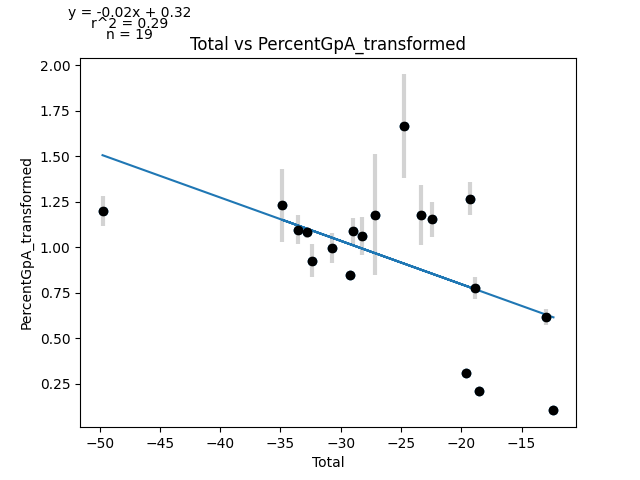 y = -0.02x + 0.32
r^2 = 0.29
n = 19
Total vs PercentGpA_transformed
2.00
1.75
1.50
1.25
1.00
0.75
0.50
0.25
PercentGpA_transformed
−50 −45 −40 −35 −30 −25 −20 −15
Total